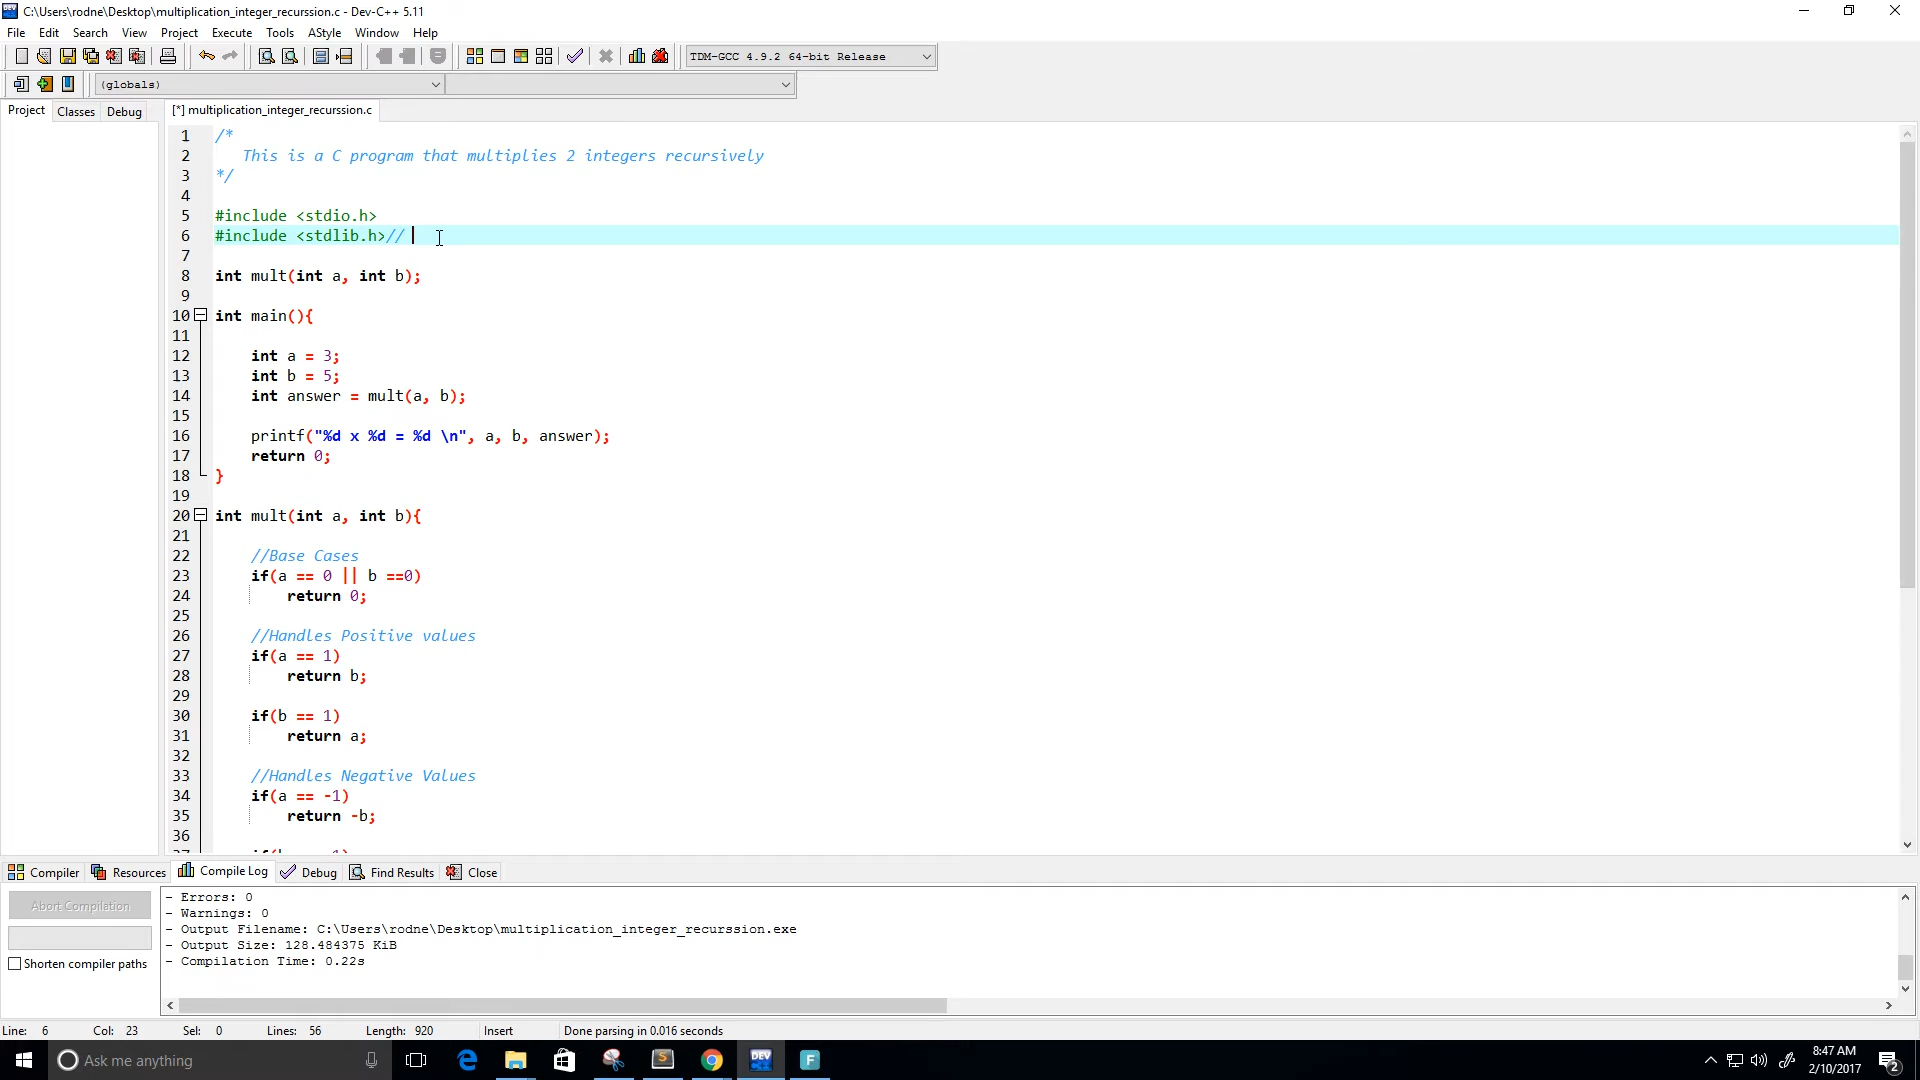 C:\Users\rodne\Desktop\multiplication_integer_recurssion.c - Dev-C++ 5.11
File Edit Search View Project Execute Tools AStyle Window Help
TDM-GCC 4.9.2 64-bit Release
(globals)
Project Classes Debug
[*] multiplication_integer_recurssion.c
1 /*
2 This is a C program that multiplies 2 integers recursively
3 */
4
5 #include <stdio.h>
6 #include <stdlib.h>//
7
8 int mult(int a, int b);
9
10 int main(){
11
12 int a = 3;
13 int b = 5;
14 int answer = mult(a, b);
15
16 printf("%d x %d = %d \n", a, b, answer);
17 return 0;
18 }
19
20 int mult(int a, int b){
21
22 //Base Cases
23 if(a == 0 || b ==0)
24 return 0;
25
26 //Handles Positive values
27 if(a == 1)
28 return b;
29
30 if(b == 1)
31 return a;
32
33 //Handles Negative Values
34 if(a == -1)
35 return -b;
36
Compiler Resources Compile Log Debug Find Results Close
Abort Compilation
Shorten compiler paths
- Errors: 0
- Warnings: 0
- Output Filename: C:\Users\rodne\Desktop\multiplication_integer_recurssion.exe
- Output Size: 128.484375 KiB
- Compilation Time: 0.22s
Line: 6 Col: 23 Sel: 0 Lines: 56 Length: 920 Insert Done parsing in 0.016 seconds
Ask me anything
DEV
F
8:47 AM
2/10/2017
2